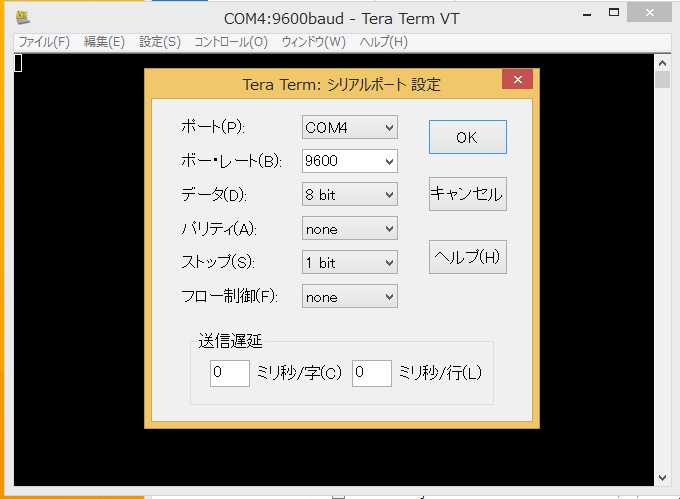 COM4:9600baud - Tera Term VT
ファイル(F) 編集(E) 設定(S) コントロール(O) ウィンドウ(W) ヘルプ(H)
Tera Term: シリアルポート 設定
ポート(P): COM4
OK
ボー・レート(B): 9600
データ(D): 8 bit
キャンセル
パリティ(A): none
ストップ(S): 1 bit
ヘルプ(H)
フロー制御(F): none
送信遅延
0 ミリ秒/字(C) 0 ミリ秒/行(L)